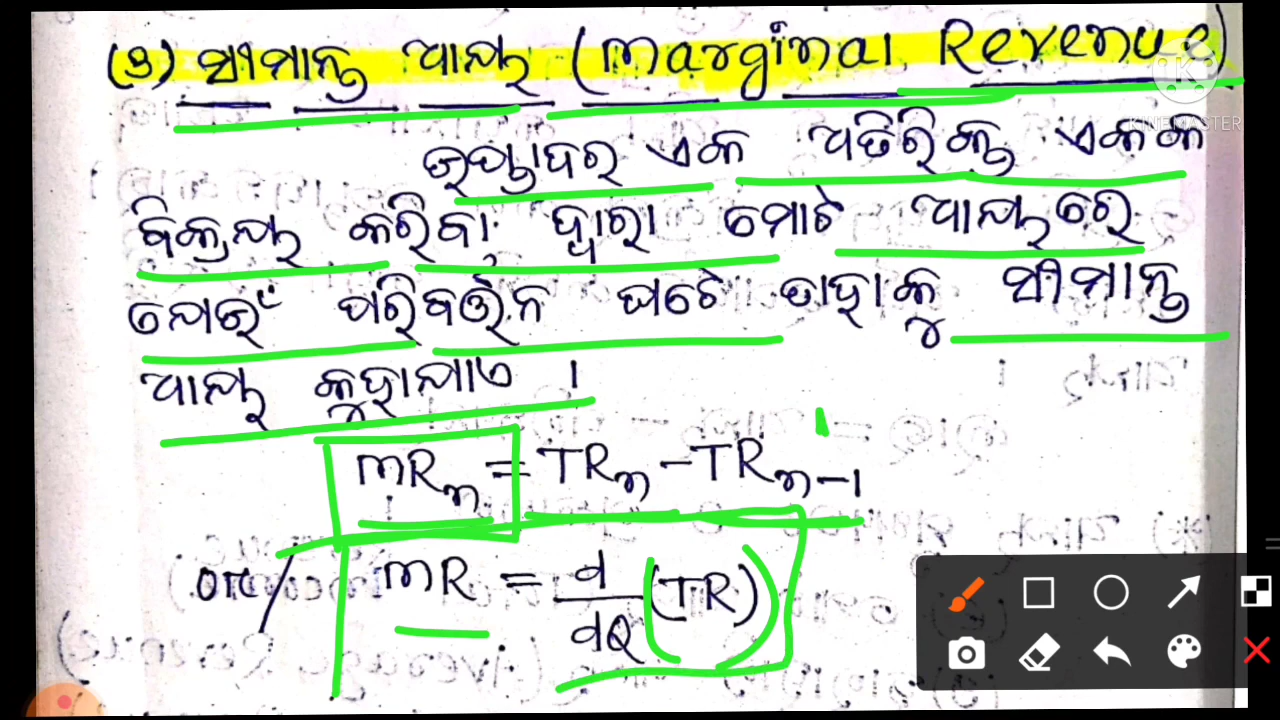 (୬) ସୀମାନ୍ତ ଆୟ (Marginal Revenue)
KINEMASTER
ଉତ୍ପାଦର ଏକ ଅତିରିକ୍ତ ଏକକ
ବିକ୍ରୟ କରିବା ଦ୍ୱାରା ମୋଟ ଆୟରେ
ଯେଉଁ ପରିବର୍ତ୍ତନ ଘଟେ ତାହାକୁ ସୀମାନ୍ତ
ଆୟ କୁହାଯାଏ ।
MRn = TRn - TRn-1
or/ MR = d/dQ (TR)